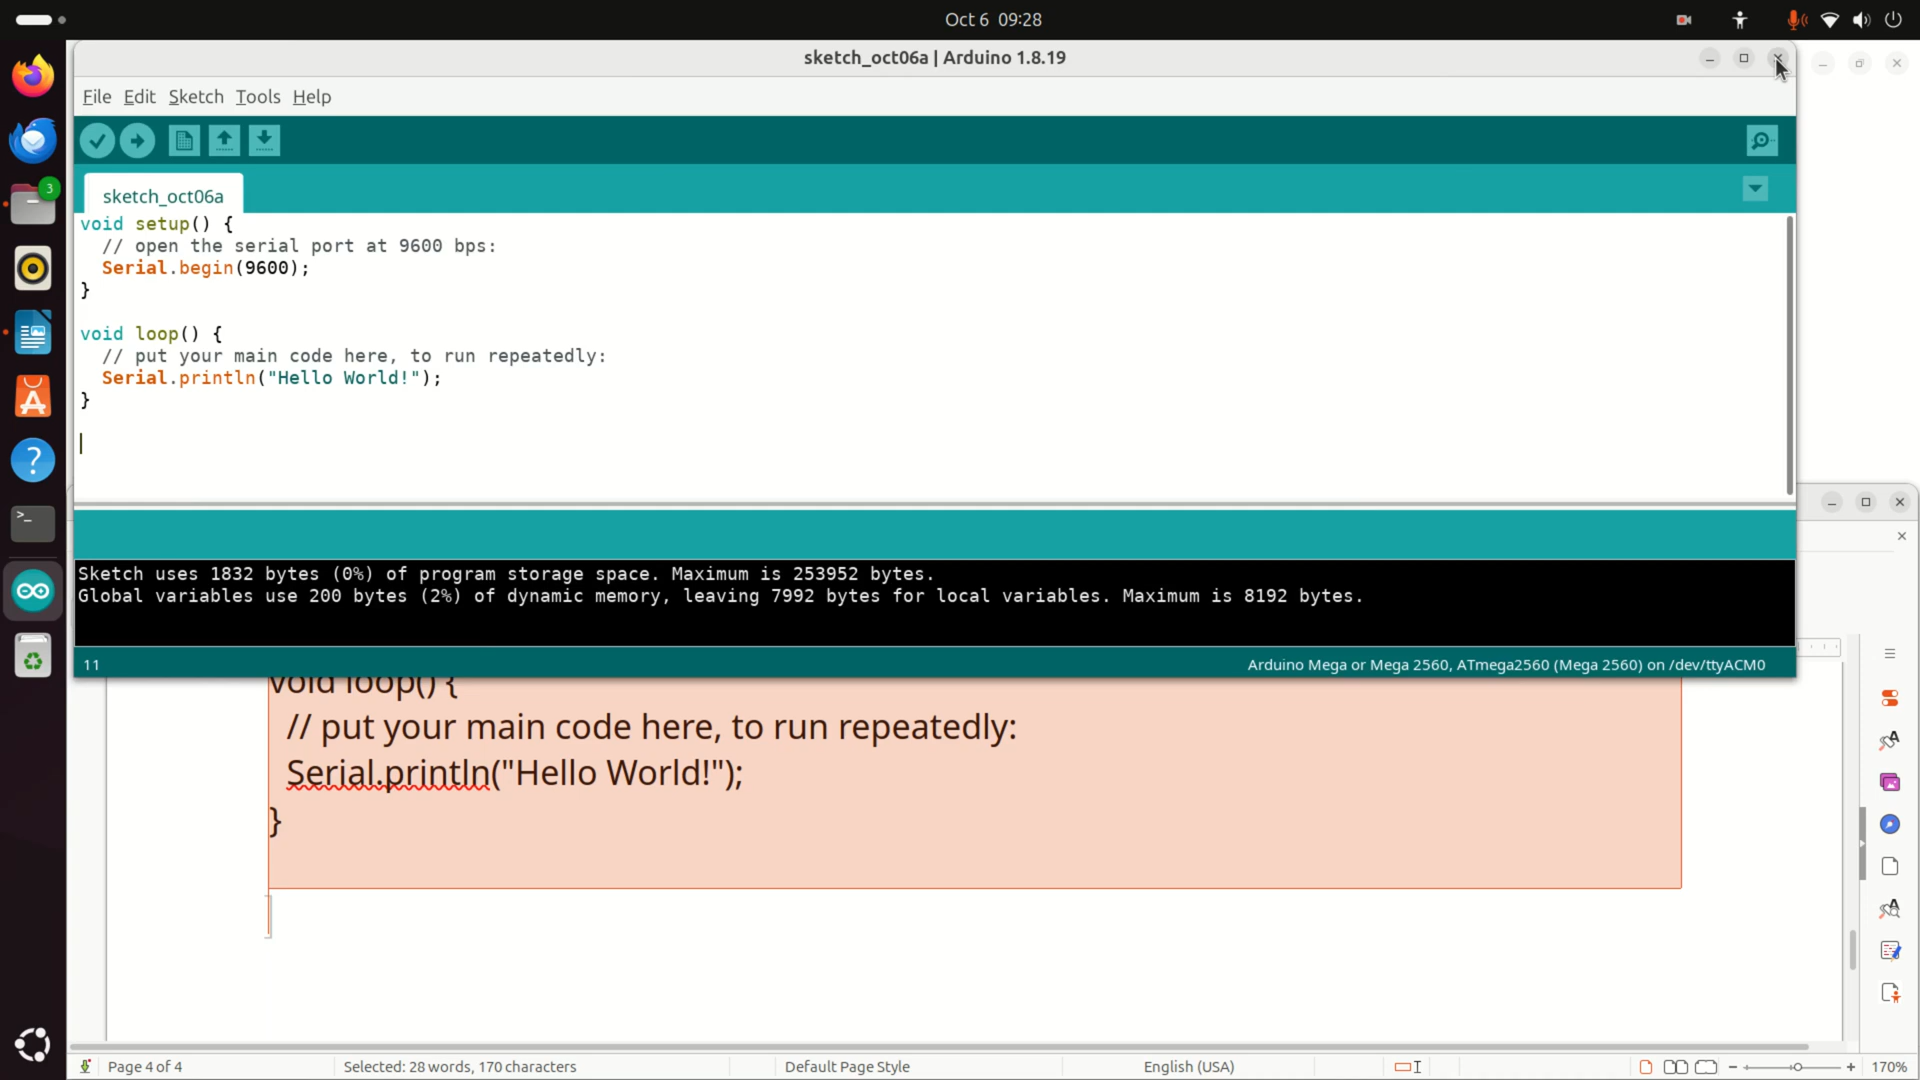 Oct 6 09:28
sketch_oct06a | Arduino 1.8.19
File Edit Sketch Tools Help
3
sketch_oct06a
void setup() {
// open the serial port at 9600 bps:
Serial.begin(9600);
}
void loop() {
// put your main code here, to run repeatedly:
Serial.println("Hello World!");
}
Sketch uses 1832 bytes (0%) of program storage space. Maximum is 253952 bytes.
Global variables use 200 bytes (2%) of dynamic memory, leaving 7992 bytes for local variables. Maximum is 8192 bytes.
11 Arduino Mega or Mega 2560, ATmega2560 (Mega 2560) on /dev/ttyACM0
void loop() {
// put your main code here, to run repeatedly:
Serial.println("Hello World!");
}
Page 4 of 4 Selected: 28 words, 170 characters Default Page Style English (USA) 170%